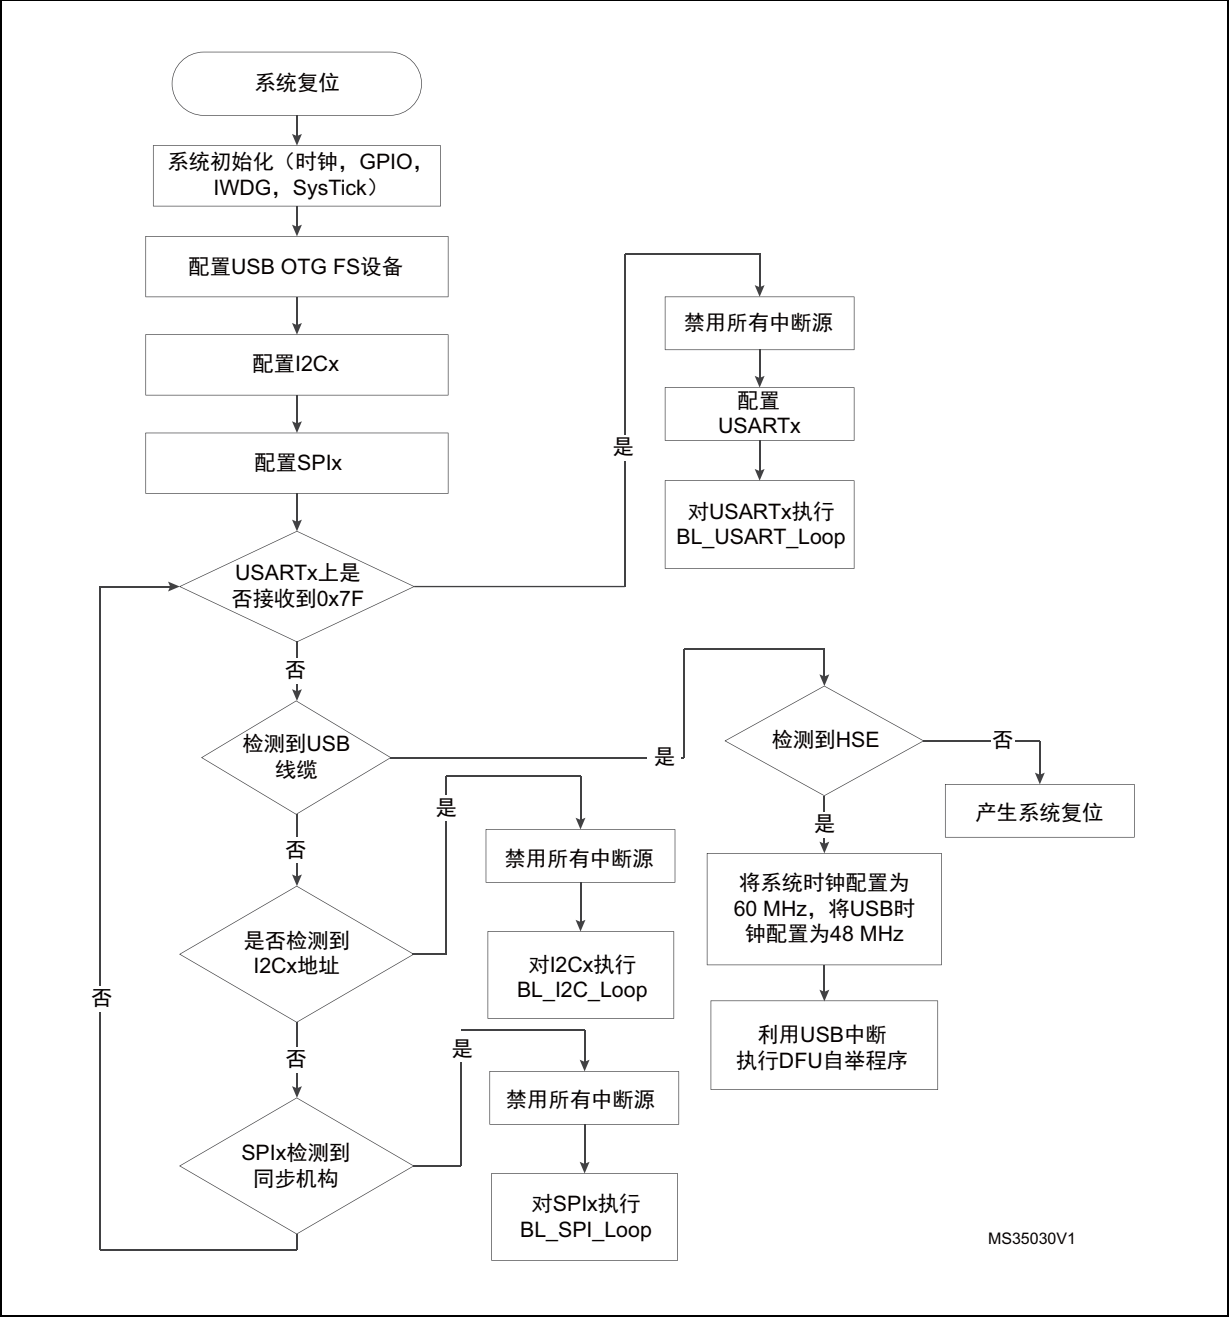 系统复位
系统初始化（时钟，GPIO，
IWDG，SysTick）
配置USB OTG FS设备
配置I2Cx
配置SPIx
USARTx上是
否接收到0x7F
是
禁用所有中断源
配置
USARTx
对USARTx执行
BL_USART_Loop
否
检测到USB
线缆
是
检测到HSE
否
产生系统复位
是
将系统时钟配置为
60 MHz，将USB时
钟配置为48 MHz
利用USB中断
执行DFU自举程序
否
是否检测到
I2Cx地址
是
禁用所有中断源
对I2Cx执行
BL_I2C_Loop
否
SPIx检测到
同步机构
是
禁用所有中断源
对SPIx执行
BL_SPI_Loop
否
MS35030V1